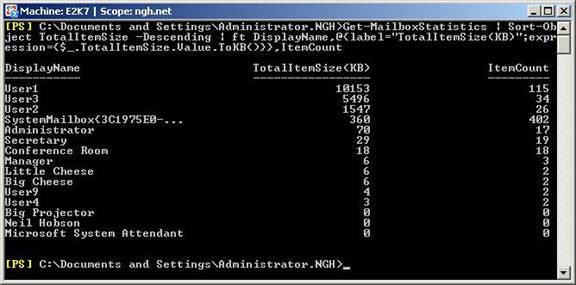 Machine: E2K7 | Scope: ngh.net
[PS] C:\Documents and Settings\Administrator.NGH>Get-MailboxStatistics | Sort-Ob
ject TotalItemSize -Descending | ft DisplayName,@{label="TotalItemSize(KB)";expr
ession={$_.TotalItemSize.Value.ToKB()}},ItemCount
DisplayName TotalItemSize(KB) ItemCount
----------- ----------------- ---------
User1 10153 115
User3 5496 34
User2 1547 26
SystemMailbox{3C1975E0-... 360 402
Administrator 70 17
Secretary 29 19
Conference Room 18 18
Manager 6 3
Little Cheese 6 2
Big Cheese 6 2
User9 4 2
User4 3 2
Big Projector 0 0
Neil Hobson 0 0
Microsoft System Attendant 0 0
[PS] C:\Documents and Settings\Administrator.NGH>_